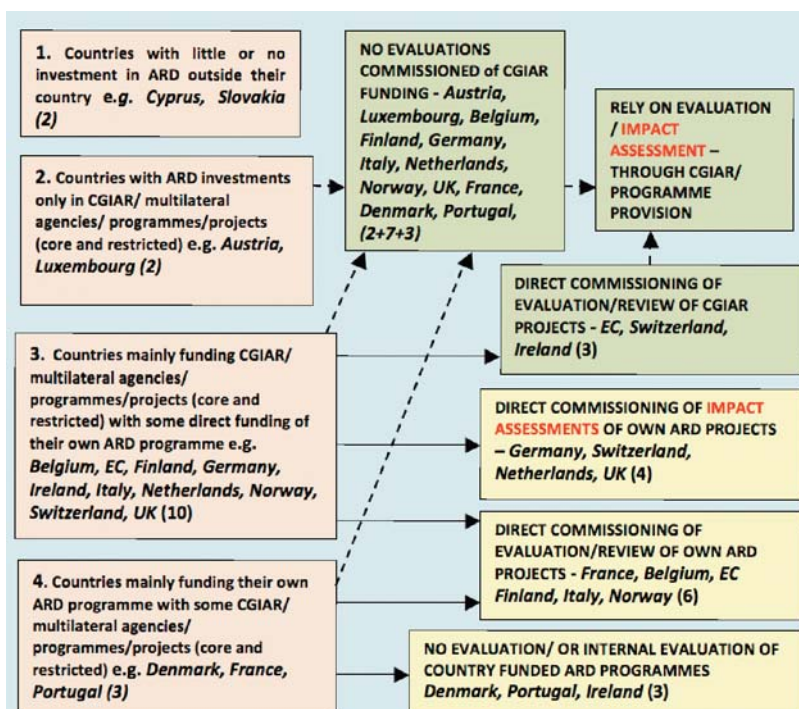 1. Countries with little or no
investment in ARD outside their
country e.g. Cyprus, Slovakia
(2)
2. Countries with ARD investments
only in CGIAR/ multilateral
agencies/ programmes/projects
(core and restricted) e.g. Austria,
Luxembourg (2)
3. Countries mainly funding CGIAR/
multilateral agencies/
programmes/projects (core and
restricted) with some direct funding of
their own ARD programme e.g.
Belgium, EC, Finland, Germany,
Ireland, Italy, Netherlands, Norway,
Switzerland, UK (10)
4. Countries mainly funding their own
ARD programme with some CGIAR/
multilateral agencies/
programmes/projects (core and
restricted) e.g. Denmark, France,
Portugal (3)
NO EVALUATIONS
COMMISSIONED of CGIAR
FUNDING - Austria,
Luxembourg, Belgium,
Finland, Germany,
Italy, Netherlands,
Norway, UK, France,
Denmark, Portugal,
(2+7+3)
RELY ON EVALUATION
/ IMPACT
ASSESSMENT –
THROUGH CGIAR/
PROGRAMME
PROVISION
DIRECT COMMISSIONING OF
EVALUATION/REVIEW OF CGIAR
PROJECTS - EC, Switzerland,
Ireland (3)
DIRECT COMMISSIONING OF IMPACT
ASSESSMENTS OF OWN ARD PROJECTS
– Germany, Switzerland,
Netherlands, UK (4)
DIRECT COMMISSIONING OF
EVALUATION/REVIEW OF OWN ARD
PROJECTS - France, Belgium, EC
Finland, Italy, Norway (6)
NO EVALUATION/ OR INTERNAL EVALUATION OF
COUNTRY FUNDED ARD PROGRAMMES
Denmark, Portugal, Ireland (3)